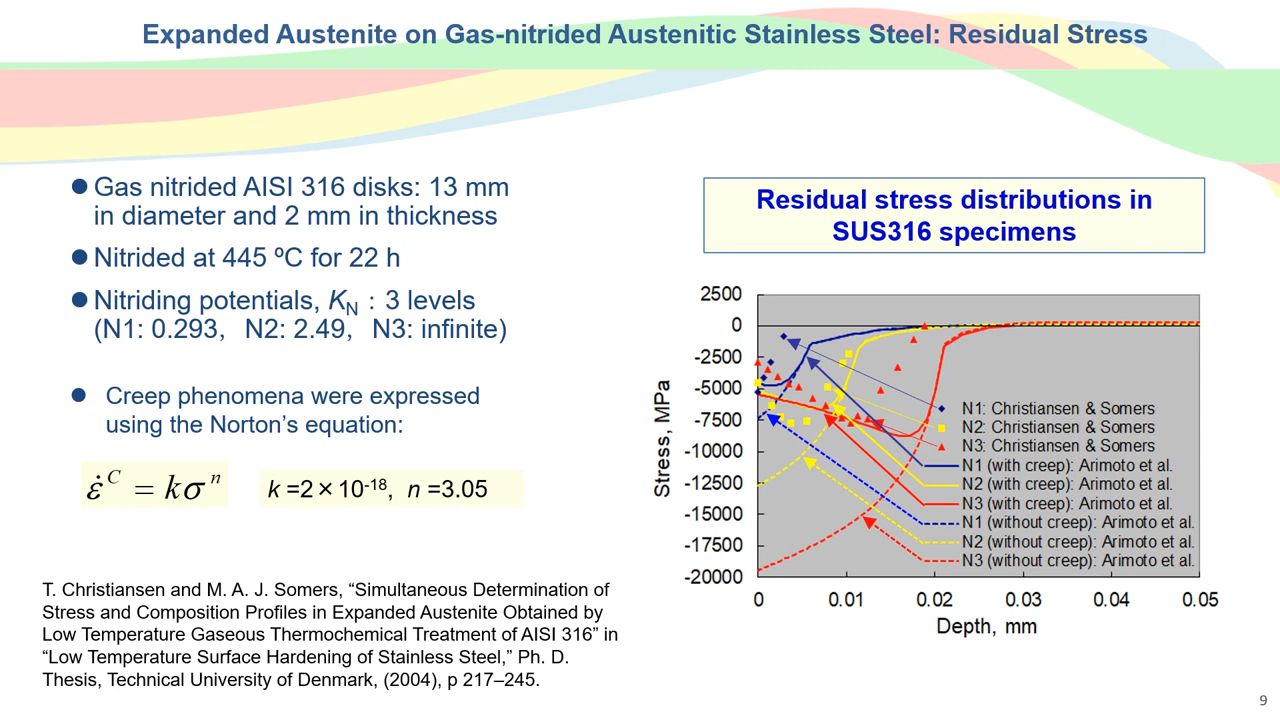 Expanded Austenite on Gas-nitrided Austenitic Stainless Steel: Residual Stress
● Gas nitrided AISI 316 disks: 13 mm
in diameter and 2 mm in thickness
● Nitrided at 445 ºC for 22 h
● Nitriding potentials, KN : 3 levels
(N1: 0.293, N2: 2.49, N3: infinite)
● Creep phenomena were expressed
using the Norton’s equation:
ε̇ᶜ = kσⁿ
k =2×10⁻¹⁸, n =3.05
T. Christiansen and M. A. J. Somers, “Simultaneous Determination of
Stress and Composition Profiles in Expanded Austenite Obtained by
Low Temperature Gaseous Thermochemical Treatment of AISI 316” in
“Low Temperature Surface Hardening of Stainless Steel,” Ph. D.
Thesis, Technical University of Denmark, (2004), p 217–245.
Residual stress distributions in
SUS316 specimens
Stress, MPa
2500
0
-2500
-5000
-7500
-10000
-12500
-15000
-17500
-20000
N1: Christiansen & Somers
N2: Christiansen & Somers
N3: Christiansen & Somers
N1 (with creep): Arimoto et al.
N2 (with creep): Arimoto et al.
N3 (with creep): Arimoto et al.
N1 (without creep): Arimoto et al.
N2 (without creep): Arimoto et al.
N3 (without creep): Arimoto et al.
0 0.01 0.02 0.03 0.04 0.05
Depth, mm
9